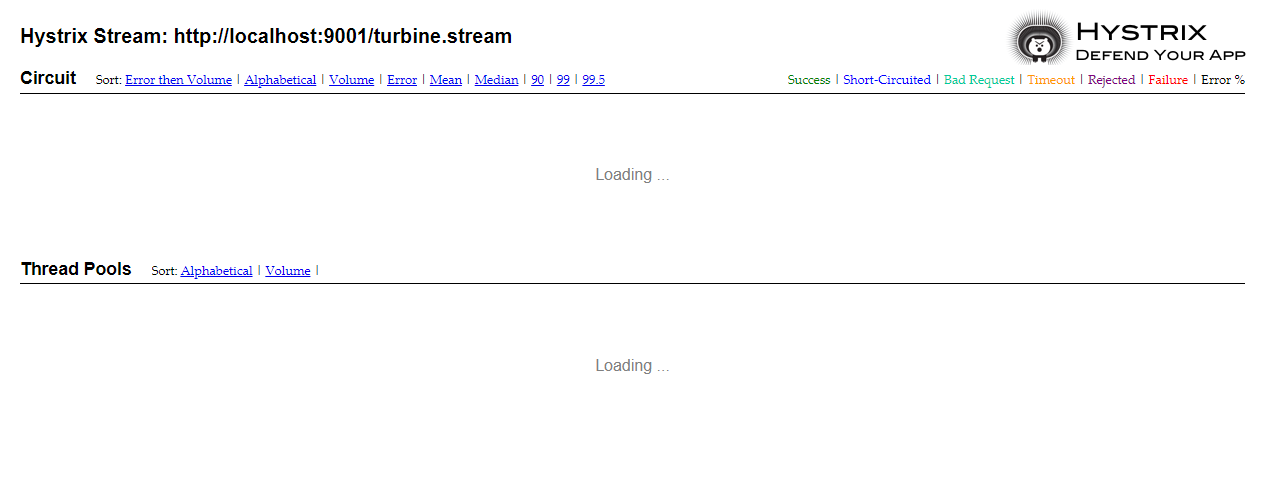 Hystrix Stream: http://localhost:9001/turbine.stream
HYSTRIX
DEFEND YOUR APP
Circuit Sort: Error then Volume | Alphabetical | Volume | Error | Mean | Median | 90 | 99 | 99.5
Success | Short-Circuited | Bad Request | Timeout | Rejected | Failure | Error %
Loading ...
Thread Pools Sort: Alphabetical | Volume |
Loading ...